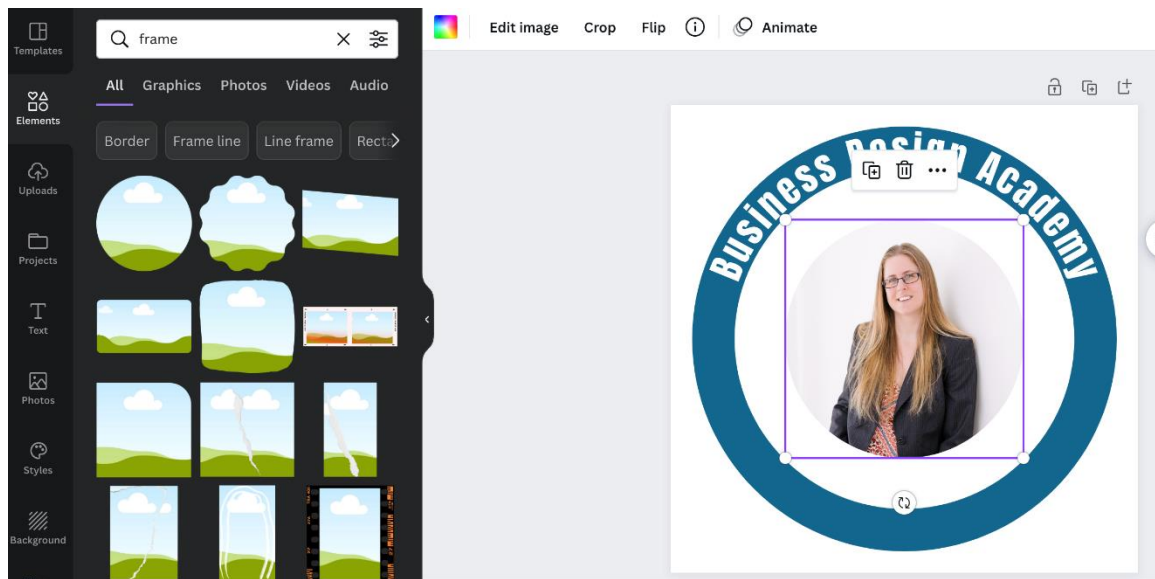 Templates
Elements
Uploads
Projects
Text
Photos
Styles
Background
frame
All Graphics Photos Videos Audio
Border Frame line Line frame
Edit image Crop Flip Animate
Business Design Academy